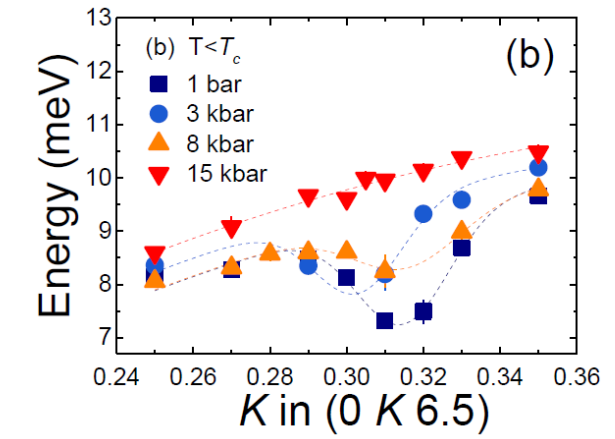 13
12
11
10
9
8
7
Energy (meV)
(b) T<Tc
1 bar
3 kbar
8 kbar
15 kbar
(b)
0.24 0.26 0.28 0.30 0.32 0.34 0.36
K in (0 K 6.5)